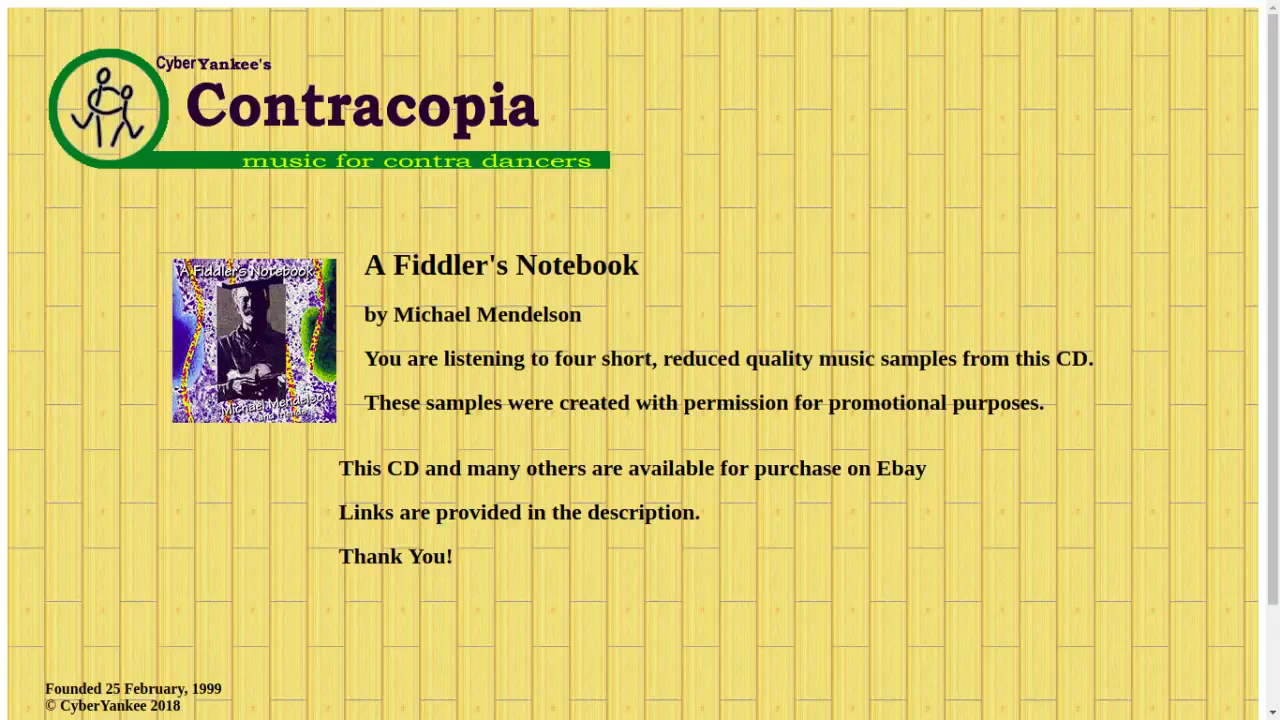 CyberYankee's
Contracopia
music for contra dancers
A Fiddler's Notebook
Michael Mendelson
and friends
A Fiddler's Notebook
by Michael Mendelson
You are listening to four short, reduced quality music samples from this CD.
These samples were created with permission for promotional purposes.
This CD and many others are available for purchase on Ebay
Links are provided in the description.
Thank You!
Founded 25 February, 1999
© CyberYankee 2018